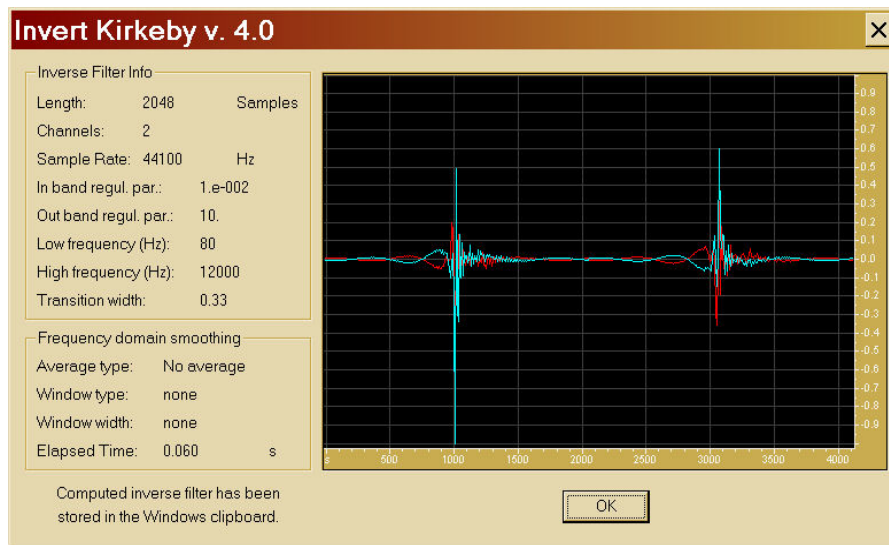 Invert Kirkeby v. 4.0
Inverse Filter Info
Length: 2048 Samples
Channels: 2
Sample Rate: 44100 Hz
In band regul. par.: 1.e-002
Out band regul. par.: 10.
Low frequency (Hz): 80
High frequency (Hz): 12000
Transition width: 0.33
Frequency domain smoothing
Average type: No average
Window type: none
Window width: none
Elapsed Time: 0.060 s
Computed inverse filter has been
stored in the Windows clipboard.
-0.9
-0.8
-0.7
-0.6
-0.5
-0.4
-0.3
-0.2
-0.1
-0.0
--0.1
--0.2
--0.3
--0.4
--0.5
--0.6
--0.7
--0.8
--0.9
s 500 1000 1500 2000 2500 3000 3500 4000
OK